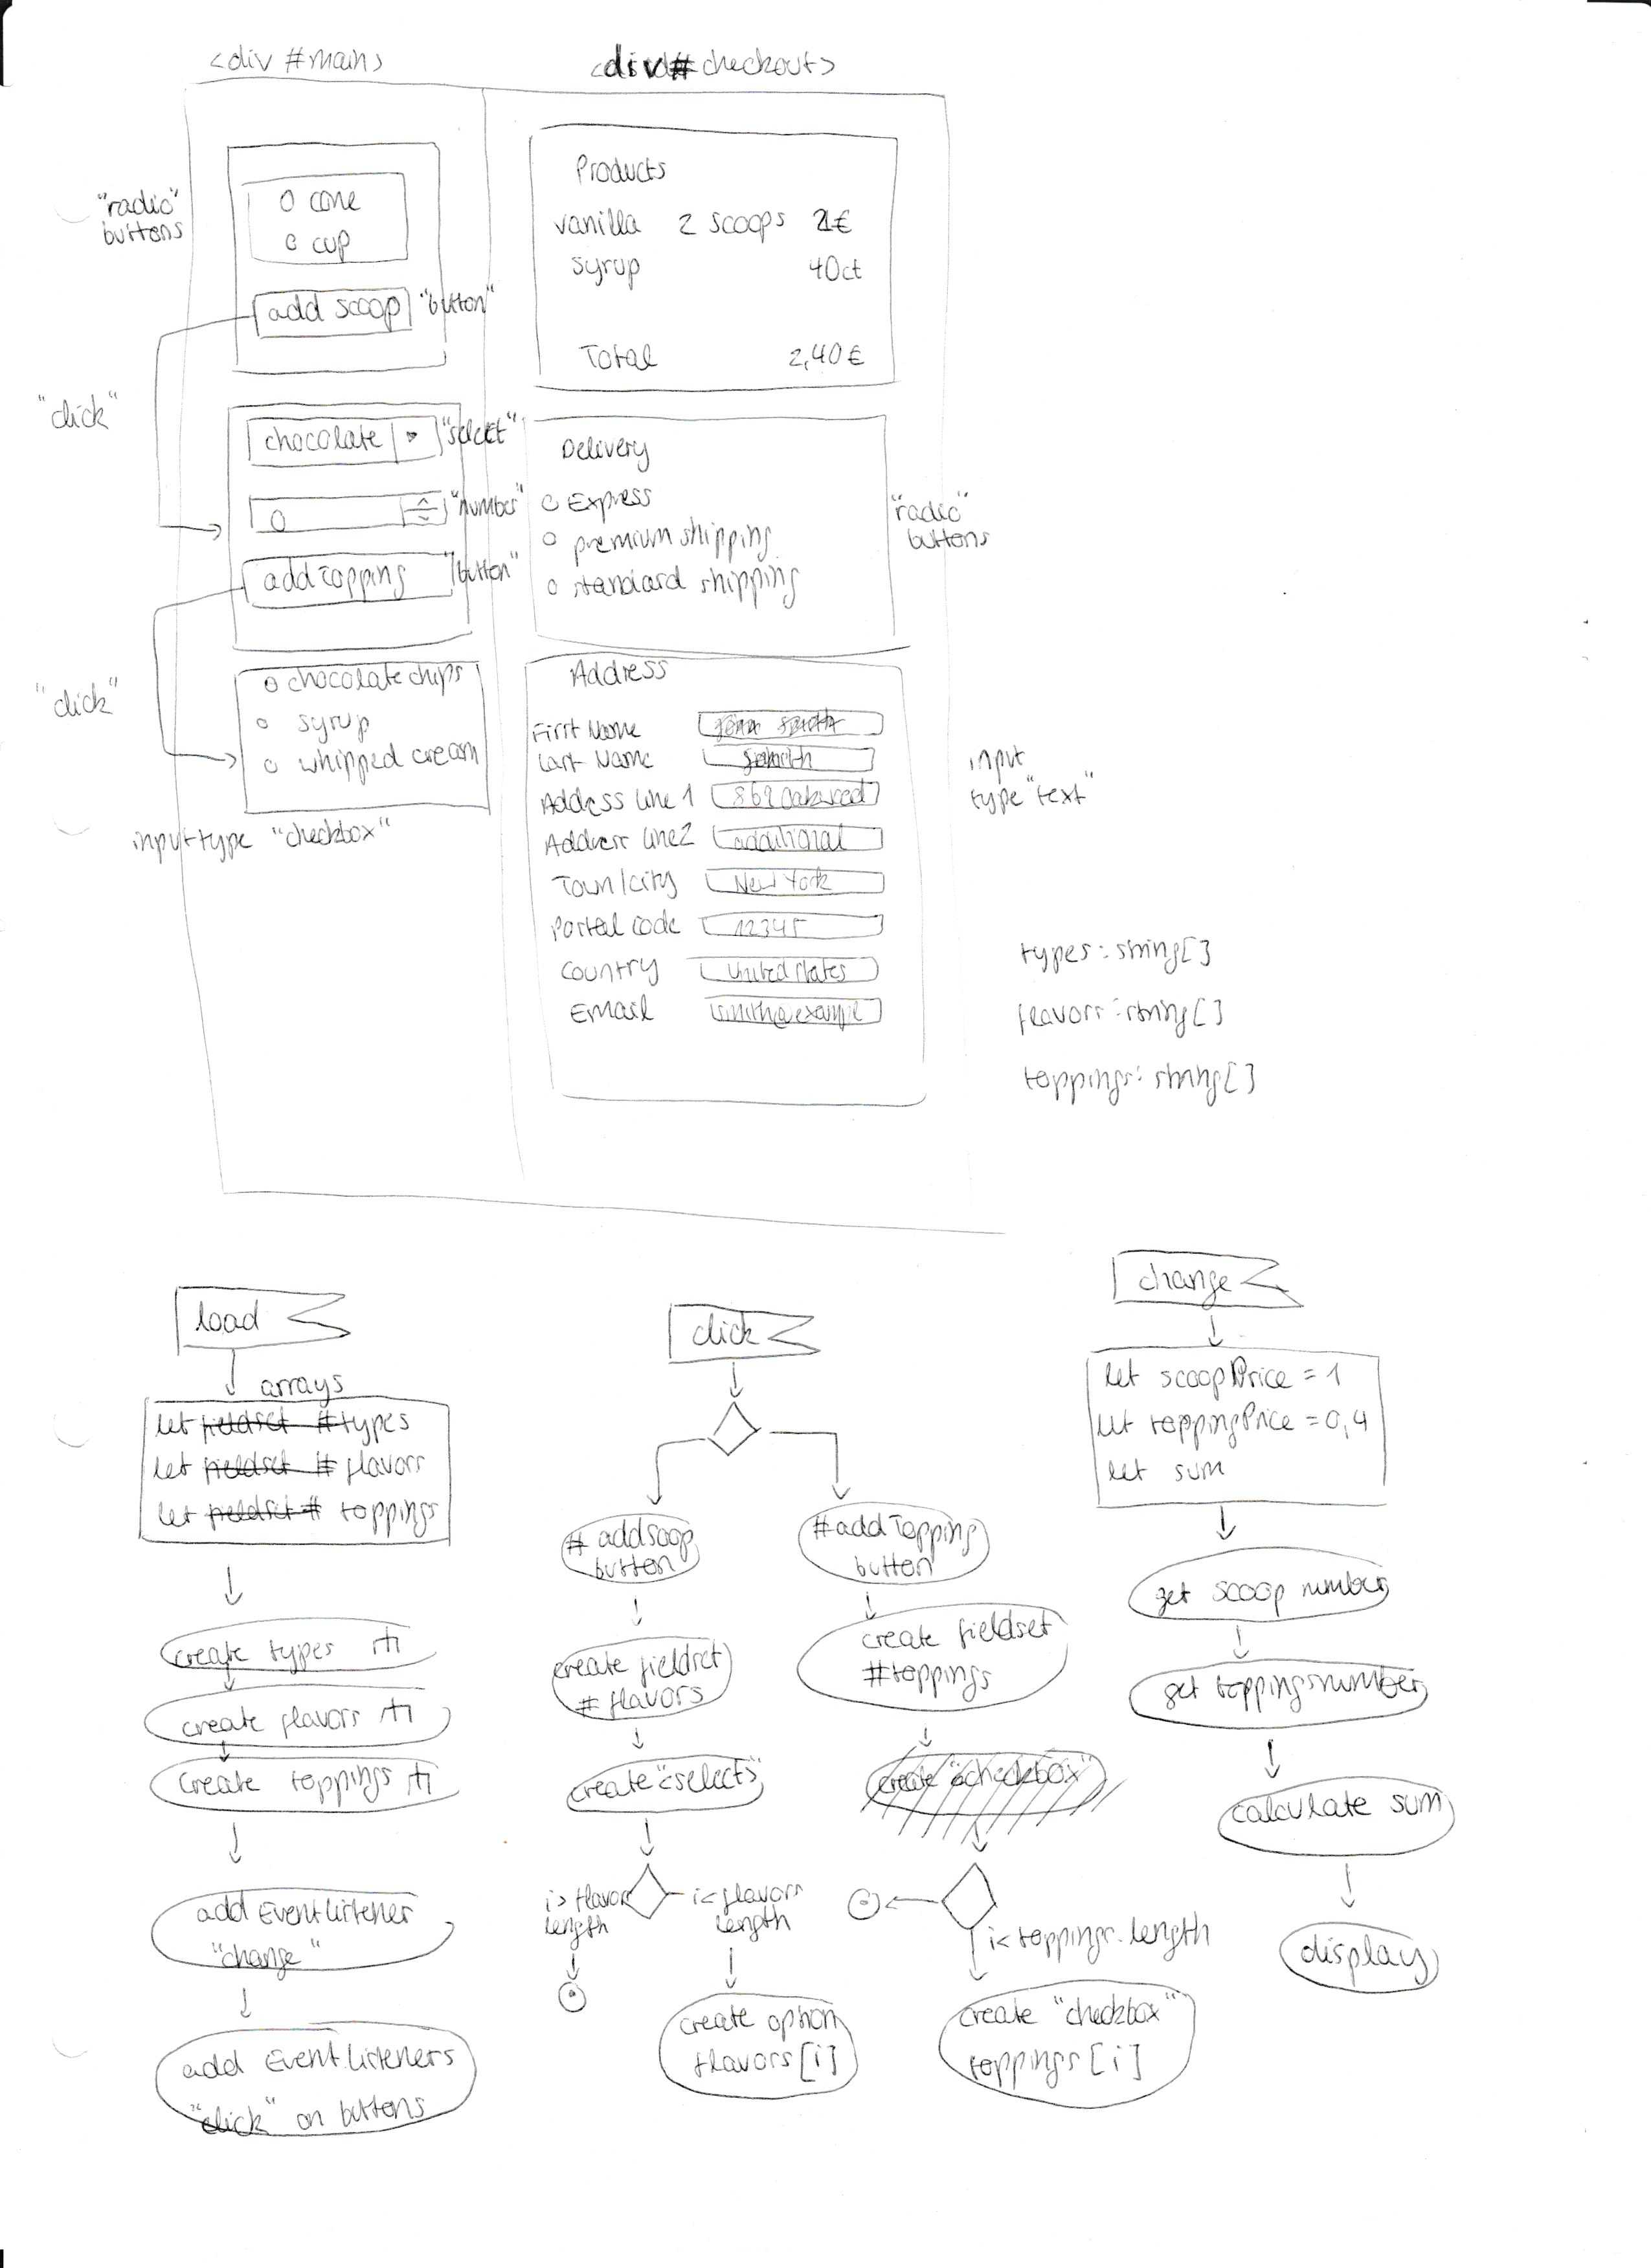 <div #main>
<div #checkout>
"radio"
buttons
O cone
O cup
add scoop "button"
"click"
chocolate "select"
0 "number"
add Topping "button"
"click"
O chocolate chips
O syrup
O whipped cream
input type "checkbox"
Products
vanilla 2 scoops 2€
syrup 40ct
Total 2,40€
Delivery
O Express
O premium shipping
O standard shipping
"radio"
buttons
Address
First Name
Last Name
Address Line 1 869 Oakwood
Address Line 2 additional
Town/City New York
Postal Code 12345
Country United States
Email smith@example
input
type "text"
types: string[]
flavors: string[]
toppings: string[]
load
arrays
let fieldset # types
let fieldset # flavors
let fieldset # toppings
create types
create flavors
create toppings
add EventListener
"change"
add EventListeners
"click" on buttons
click
# addscoop
button
create fieldset
# flavors
create "<select>"
i > flavor
length
i < flavors
length
create option
flavors[i]
#addTopping
button
create fieldset
#toppings
create "checkbox"
i < toppings.length
create "checkbox"
toppings[i]
change
let scoopPrice = 1
let toppingPrice = 0,4
let sum
get scoop number
get toppingsnumber
calculate sum
display